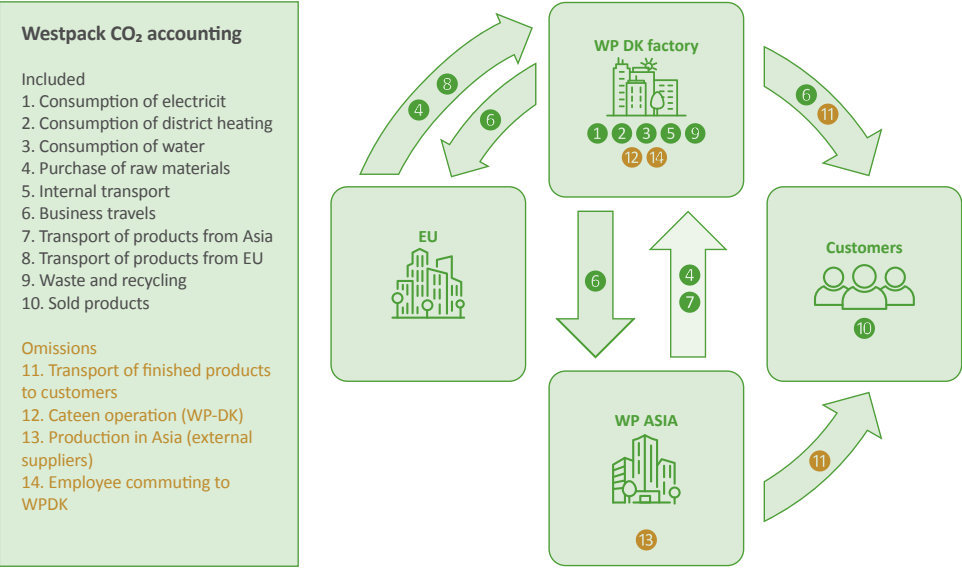 Westpack CO₂ accounting
Included
1. Consumption of electricit
2. Consumption of district heating
3. Consumption of water
4. Purchase of raw materials
5. Internal transport
6. Business travels
7. Transport of products from Asia
8. Transport of products from EU
9. Waste and recycling
10. Sold products
Omissions
11. Transport of finished products
to customers
12. Cateen operation (WP-DK)
13. Production in Asia (external
suppliers)
14. Employee commuting to
WPDK
WP DK factory
1 2 3 5 9
12 14
8
4
6
6
11
EU
6
4
7
Customers
10
WP ASIA
13
11